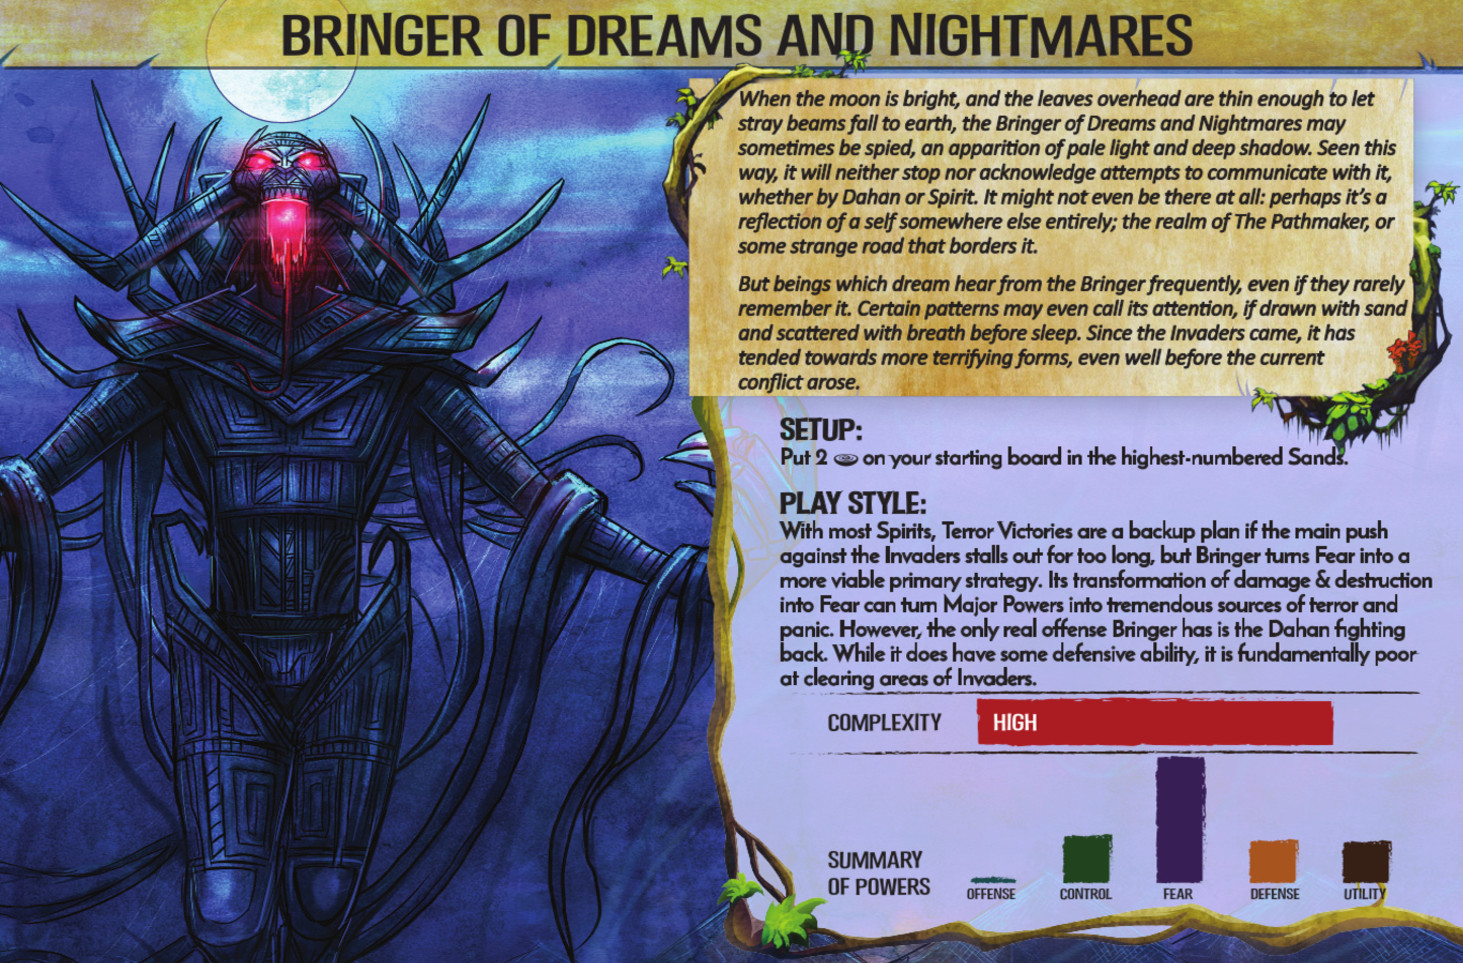 BRINGER OF DREAMS AND NIGHTMARES
When the moon is bright, and the leaves overhead are thin enough to let
stray beams fall to earth, the Bringer of Dreams and Nightmares may
sometimes be spied, an apparition of pale light and deep shadow. Seen this
way, it will neither stop nor acknowledge attempts to communicate with it,
whether by Dahan or Spirit. It might not even be there at all: perhaps it's a
reflection of a self somewhere else entirely; the realm of The Pathmaker, or
some strange road that borders it.
But beings which dream hear from the Bringer frequently, even if they rarely
remember it. Certain patterns may even call its attention, if drawn with sand
and scattered with breath before sleep. Since the Invaders came, it has
tended towards more terrifying forms, even well before the current
conflict arose.
SETUP:
Put 2 on your starting board in the highest-numbered Sands.
PLAY STYLE:
With most Spirits, Terror Victories are a backup plan if the main push
against the Invaders stalls out for too long, but Bringer turns Fear into a
more viable primary strategy. Its transformation of damage & destruction
into Fear can turn Major Powers into tremendous sources of terror and
panic. However, the only real offense Bringer has is the Dahan fighting
back. While it does have some defensive ability, it is fundamentally poor
at clearing areas of Invaders.
COMPLEXITY HIGH
SUMMARY
OF POWERS
OFFENSE CONTROL FEAR DEFENSE UTILITY